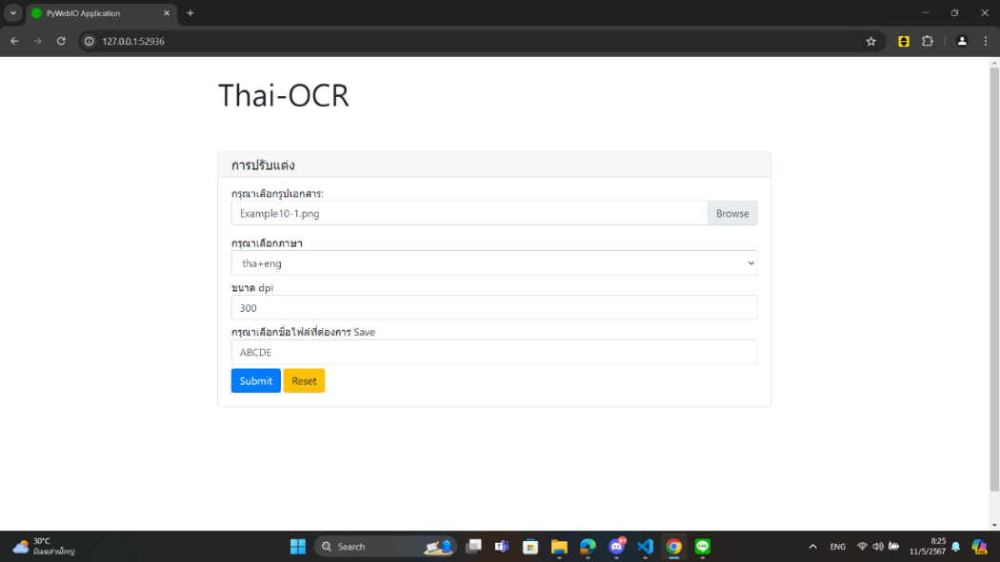 PyWebIO Application
127.0.0.1:52936
Thai-OCR
การปรับแต่ง
กรุณาเลือกรูปเอกสาร:
Example10-1.png
Browse
กรุณาเลือกภาษา
tha+eng
ขนาด dpi
300
กรุณาเลือกชื่อไฟล์ที่ต้องการ Save
ABCDE
Submit Reset
30°C
มีเมฆส่วนใหญ่
Search
ENG
8:25
11/5/2567